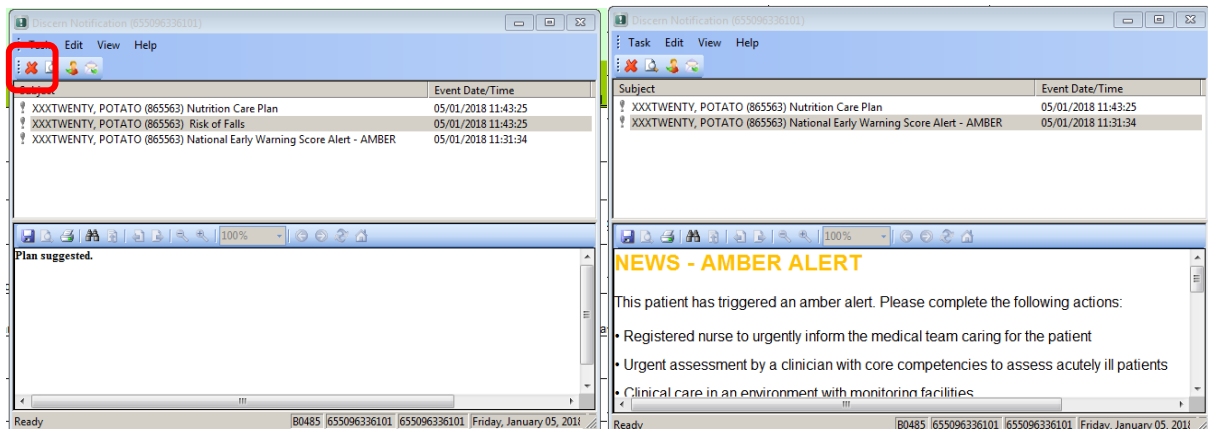 Discern Notification (655096336101)
Task Edit View Help
Subject Event Date/Time
XXXTWENTY, POTATO (865563) Nutrition Care Plan 05/01/2018 11:43:25
XXXTWENTY, POTATO (865563) Risk of Falls 05/01/2018 11:43:25
XXXTWENTY, POTATO (865563) National Early Warning Score Alert - AMBER 05/01/2018 11:31:34
100%
Plan suggested.
Ready B0485 655096336101 655096336101 Friday, January 05, 2018
Discern Notification (655096336101)
Task Edit View Help
Subject Event Date/Time
XXXTWENTY, POTATO (865563) Nutrition Care Plan 05/01/2018 11:43:25
XXXTWENTY, POTATO (865563) National Early Warning Score Alert - AMBER 05/01/2018 11:31:34
100%
NEWS - AMBER ALERT
This patient has triggered an amber alert. Please complete the following actions:
• Registered nurse to urgently inform the medical team caring for the patient
• Urgent assessment by a clinician with core competencies to assess acutely ill patients
• Clinical care in an environment with monitoring facilities
Ready B0485 655096336101 655096336101 Friday, January 05, 2018